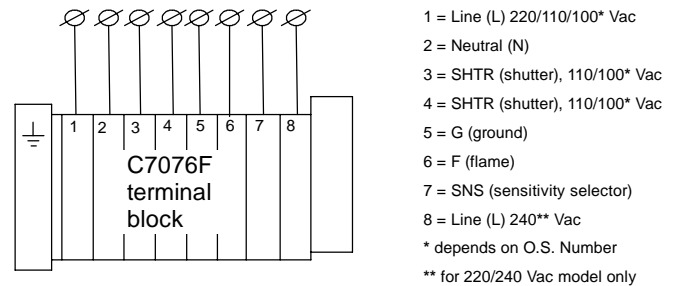 1 2 3 4 5 6 7 8
C7076F
terminal
block
1 = Line (L) 220/110/100* Vac
2 = Neutral (N)
3 = SHTR (shutter), 110/100* Vac
4 = SHTR (shutter), 110/100* Vac
5 = G (ground)
6 = F (flame)
7 = SNS (sensitivity selector)
8 = Line (L) 240** Vac
* depends on O.S. Number
** for 220/240 Vac model only